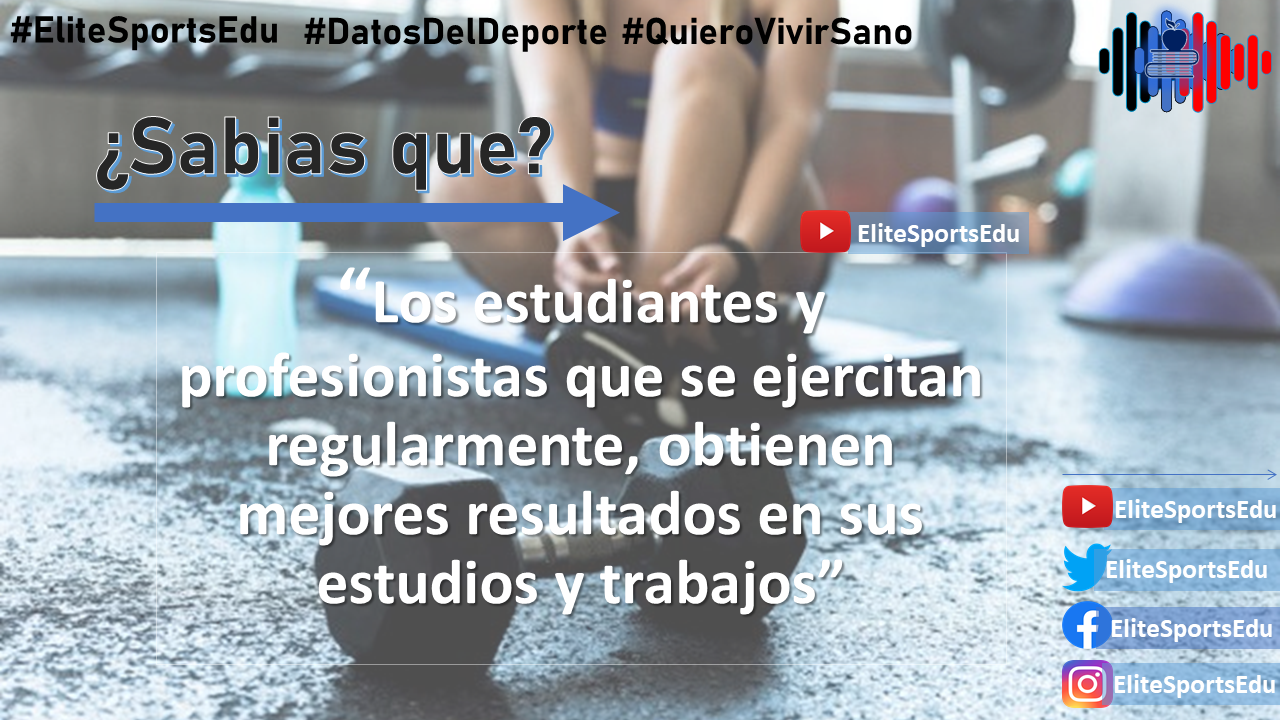 #EliteSportsEdu #DatosDelDeporte #QuieroVivirSano
¿Sabias que?
EliteSportsEdu
“Los estudiantes y
profesionistas que se ejercitan
regularmente, obtienen
mejores resultados en sus
estudios y trabajos”
EliteSportsEdu
EliteSportsEdu
EliteSportsEdu
EliteSportsEdu